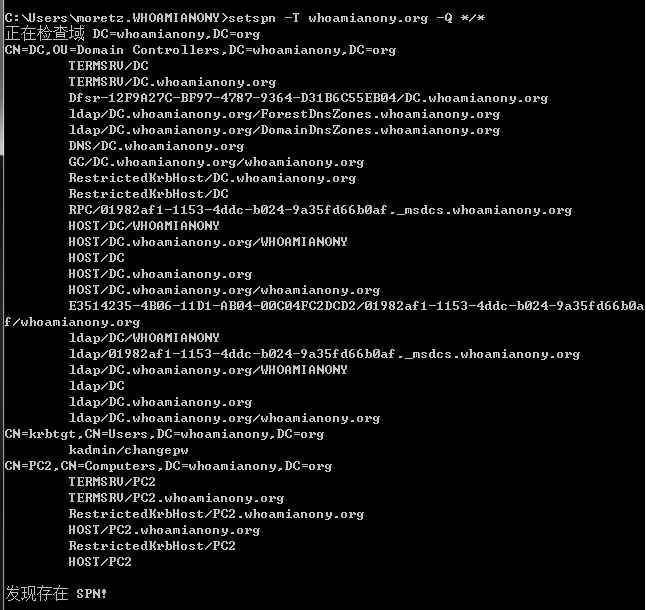 C:\Users\moretz.WHOAMIANONY>setspn -T whoamianony.org -Q */*
正在检查域 DC=whoamianony,DC=org
CN=DC,OU=Domain Controllers,DC=whoamianony,DC=org
TERMSRV/DC
TERMSRV/DC.whoamianony.org
Dfsr-12F9A27C-BF97-4787-9364-D31B6C55EB04/DC.whoamianony.org
ldap/DC.whoamianony.org/ForestDnsZones.whoamianony.org
ldap/DC.whoamianony.org/DomainDnsZones.whoamianony.org
DNS/DC.whoamianony.org
GC/DC.whoamianony.org/whoamianony.org
RestrictedKrbHost/DC.whoamianony.org
RestrictedKrbHost/DC
RPC/01982af1-1153-4ddc-b024-9a35fd66b0af._msdcs.whoamianony.org
HOST/DC/WHOAMIANONY
HOST/DC.whoamianony.org/WHOAMIANONY
HOST/DC
HOST/DC.whoamianony.org
HOST/DC.whoamianony.org/whoamianony.org
E3514235-4B06-11D1-AB04-00C04FC2DCD2/01982af1-1153-4ddc-b024-9a35fd66b0a
f/whoamianony.org
ldap/DC/WHOAMIANONY
ldap/01982af1-1153-4ddc-b024-9a35fd66b0af._msdcs.whoamianony.org
ldap/DC.whoamianony.org/WHOAMIANONY
ldap/DC
ldap/DC.whoamianony.org
ldap/DC.whoamianony.org/whoamianony.org
CN=krbtgt,CN=Users,DC=whoamianony,DC=org
kadmin/changepw
CN=PC2,CN=Computers,DC=whoamianony,DC=org
TERMSRV/PC2
TERMSRV/PC2.whoamianony.org
RestrictedKrbHost/PC2.whoamianony.org
HOST/PC2.whoamianony.org
RestrictedKrbHost/PC2
HOST/PC2
发现存在 SPN!